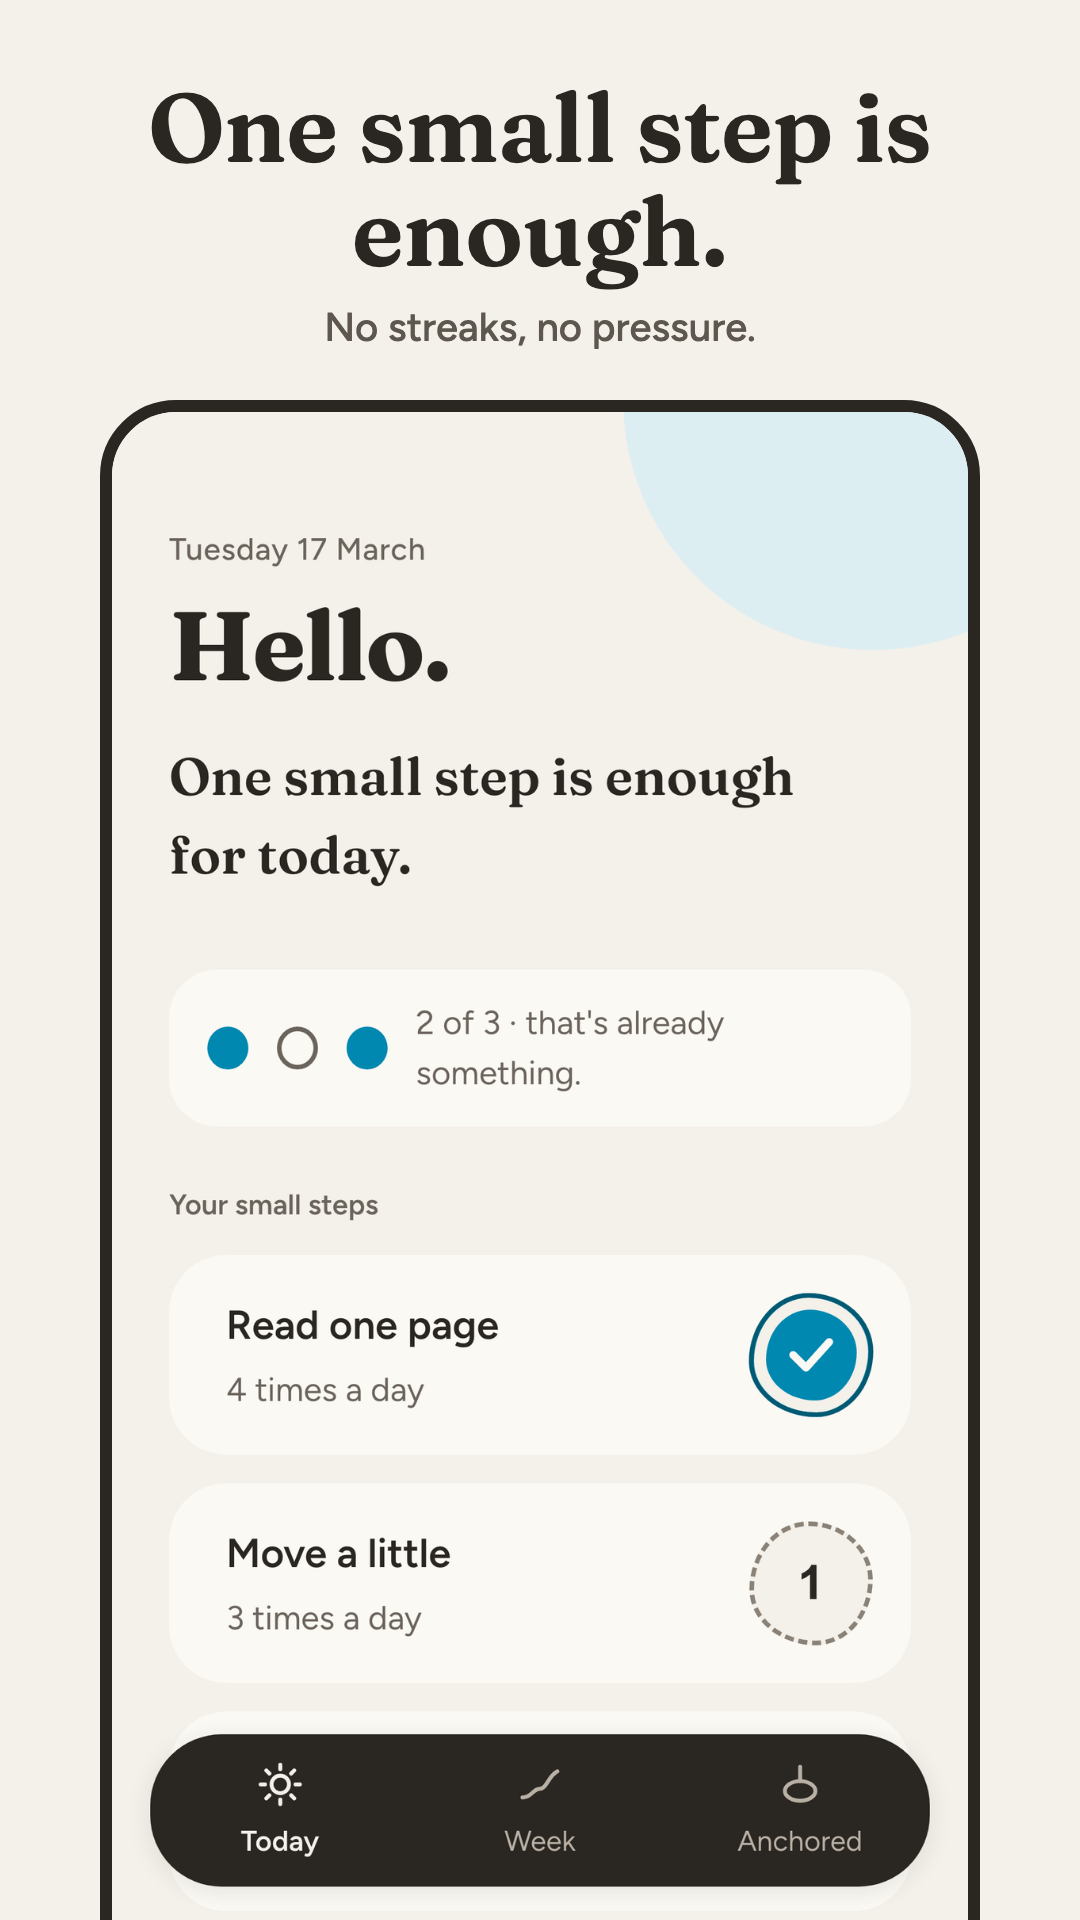 One small step is
enough.
No streaks, no pressure.
Tuesday 17 March
Hello.
One small step is enough
for today.
2 of 3 · that's already
something.
Your small steps
Read one page
4 times a day
Move a little
3 times a day
1
Today
Week
Anchored